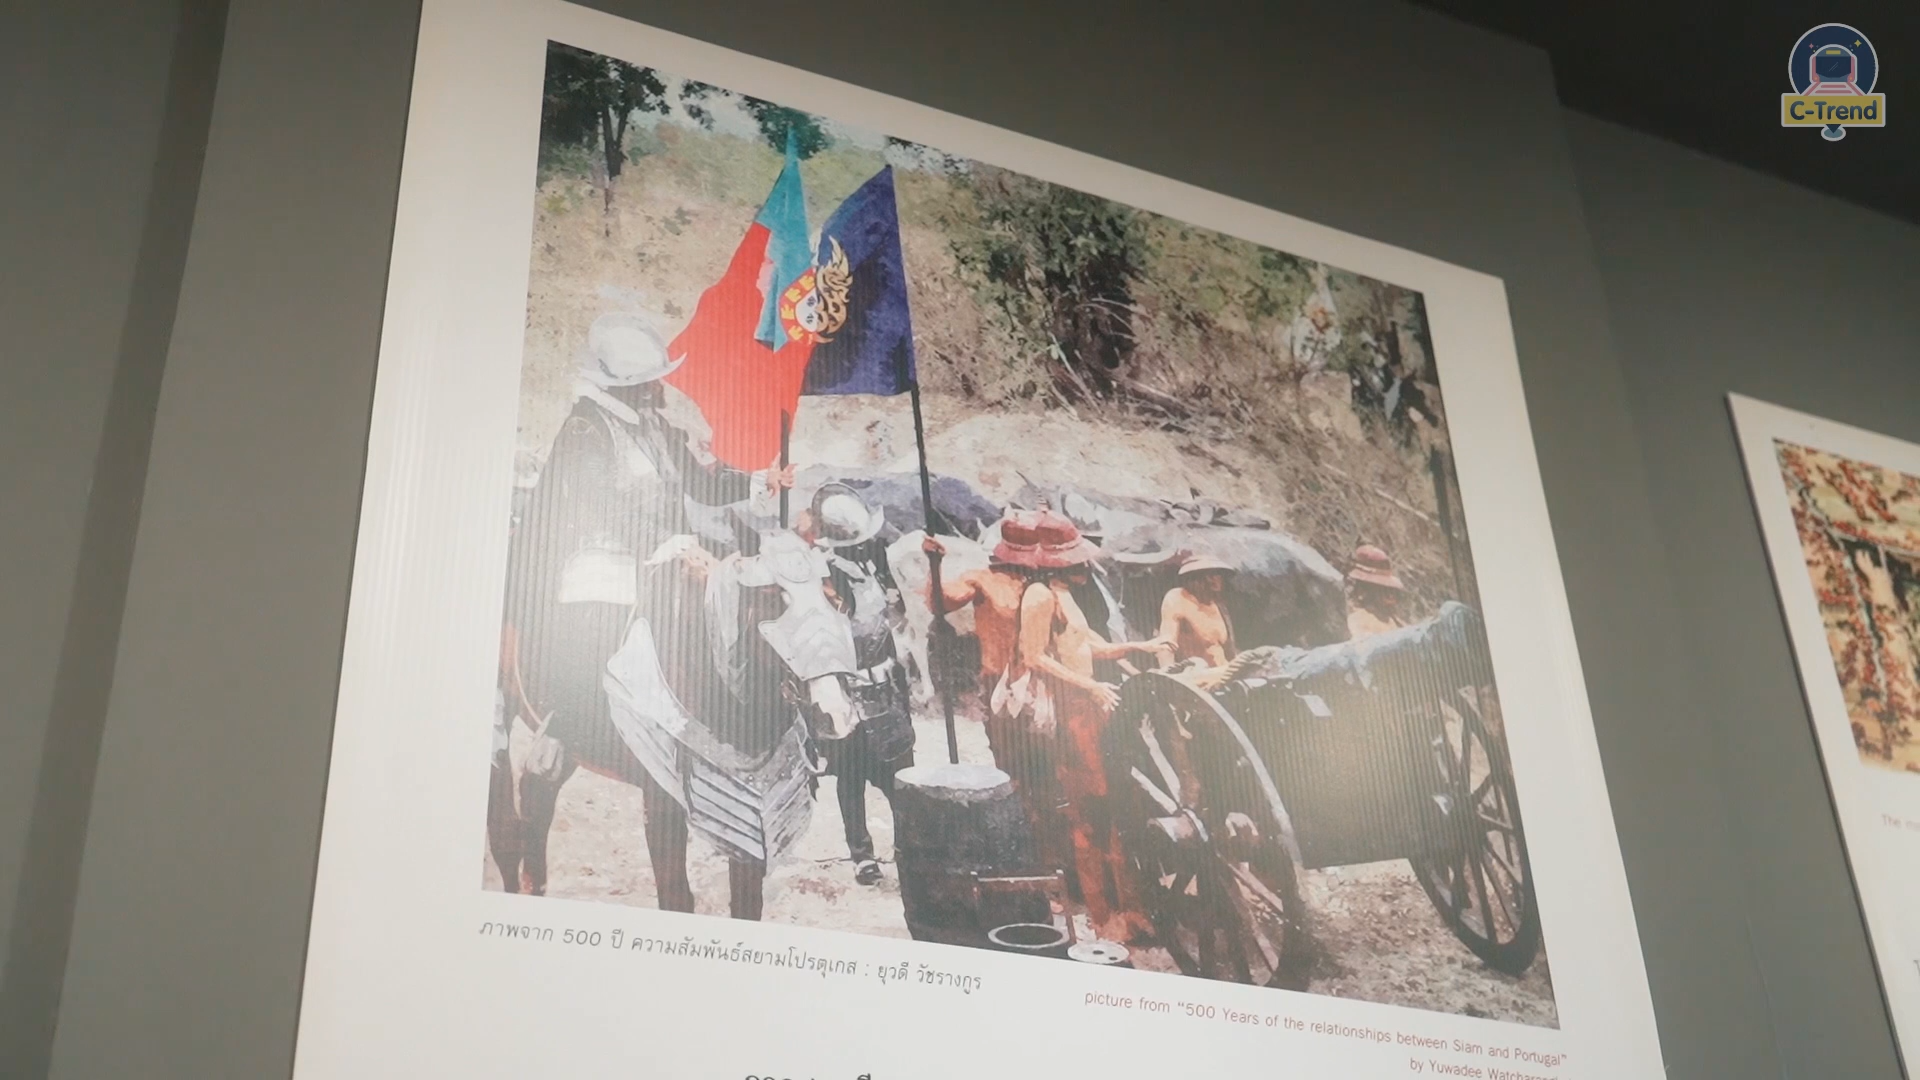 C-Trend
ภาพจาก 500 ปี ความสัมพันธ์สยามโปรตุเกส : ยุวดี วัชรางกูร
picture from "500 Years of the relationships between Siam and Portugal"
by Yuwadee
The